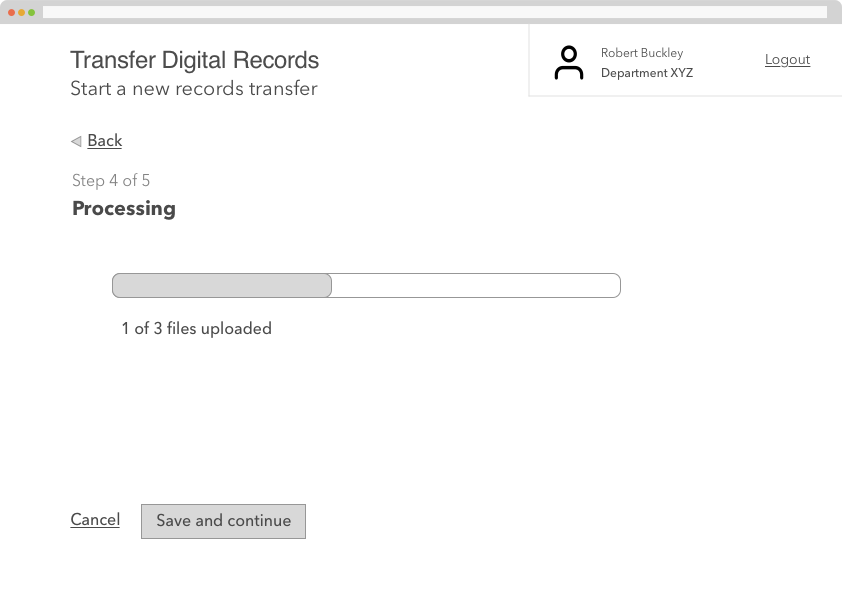 Transfer Digital Records
Start a new records transfer
Robert Buckley
Department XYZ
Logout
Back
Step 4 of 5
Processing
1 of 3 files uploaded
Cancel
Save and continue